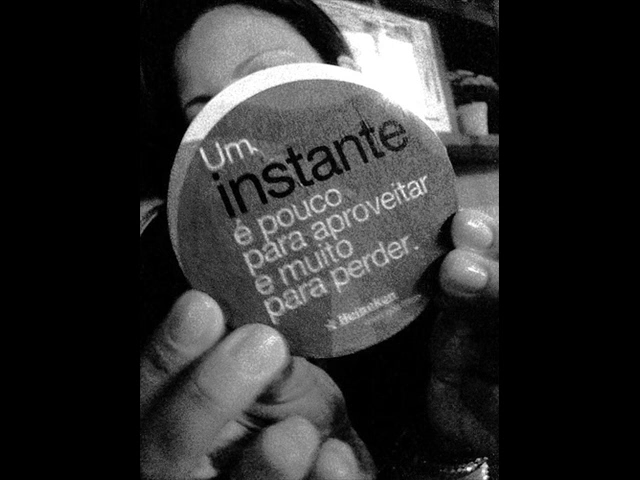 Um
instante
é pouco
para aproveitar
e muito
para perder.
Heineken